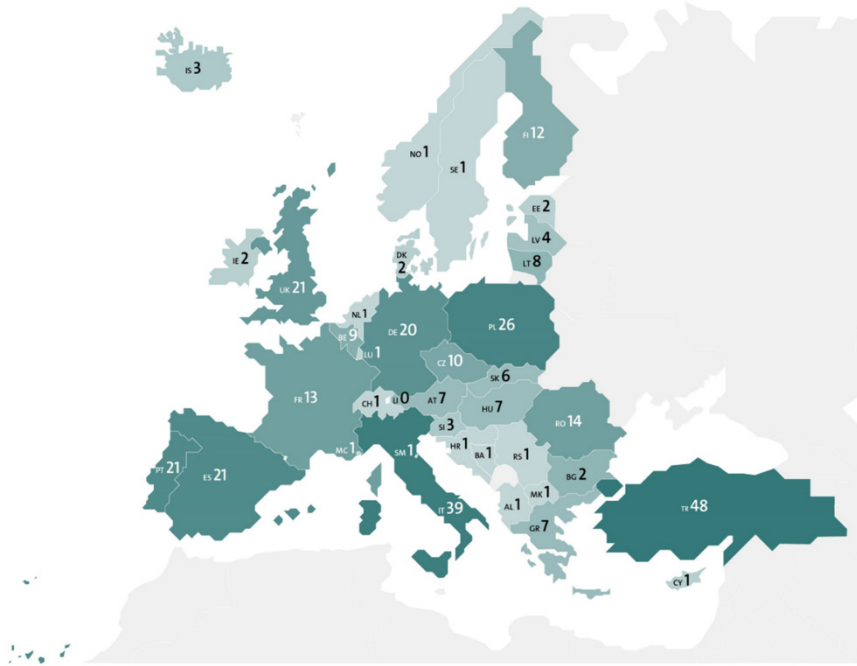 IS 3
FI 12
NO 1
SE 1
EE 2
LV 4
DK
2
LT 8
IE 2
UK 21
NL 1
DE 20
PL 26
BE 9
LU 1
CZ 10
SK 6
FR 13
CH 1
LI 0
AT 7
HU 7
RO 14
SI 3
HR 1
MC 1
SM 1
BA 1
RS 1
PT 21
ES 21
BG 2
MK 1
AL 1
IT 39
TR 48
GR 7
CY 1